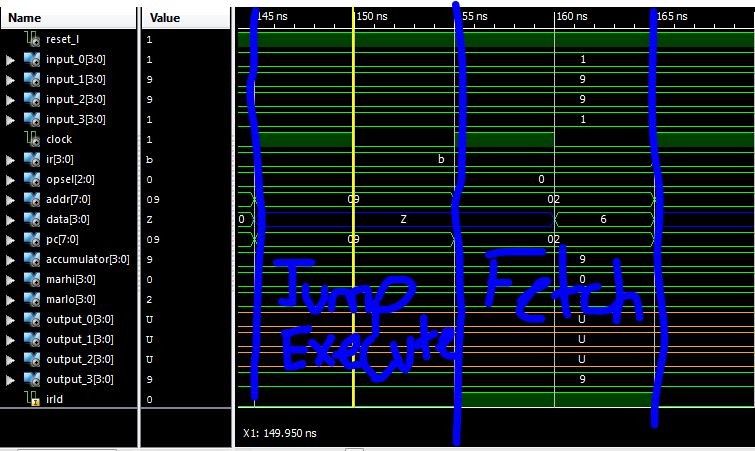 Name Value 145 ns 150 ns 155 ns 160 ns 165 ns
reset_l 1
input_0[3:0] 1 1
input_1[3:0] 9 9
input_2[3:0] 9 9
input_3[3:0] 1 1
clock 1
ir[3:0] b b
opsel[2:0] 0 0
addr[7:0] 09 09 02
data[3:0] Z 0 Z 6
pc[7:0] 09 09 02
accumulator[3:0] 9 9
marhi[3:0] 0 0
marlo[3:0] 2
output_0[3:0] U U
output_1[3:0] U U
output_2[3:0] U U
output_3[3:0] 9 9
irld 0
Jump Fetch
Execute
X1: 149.950 ns